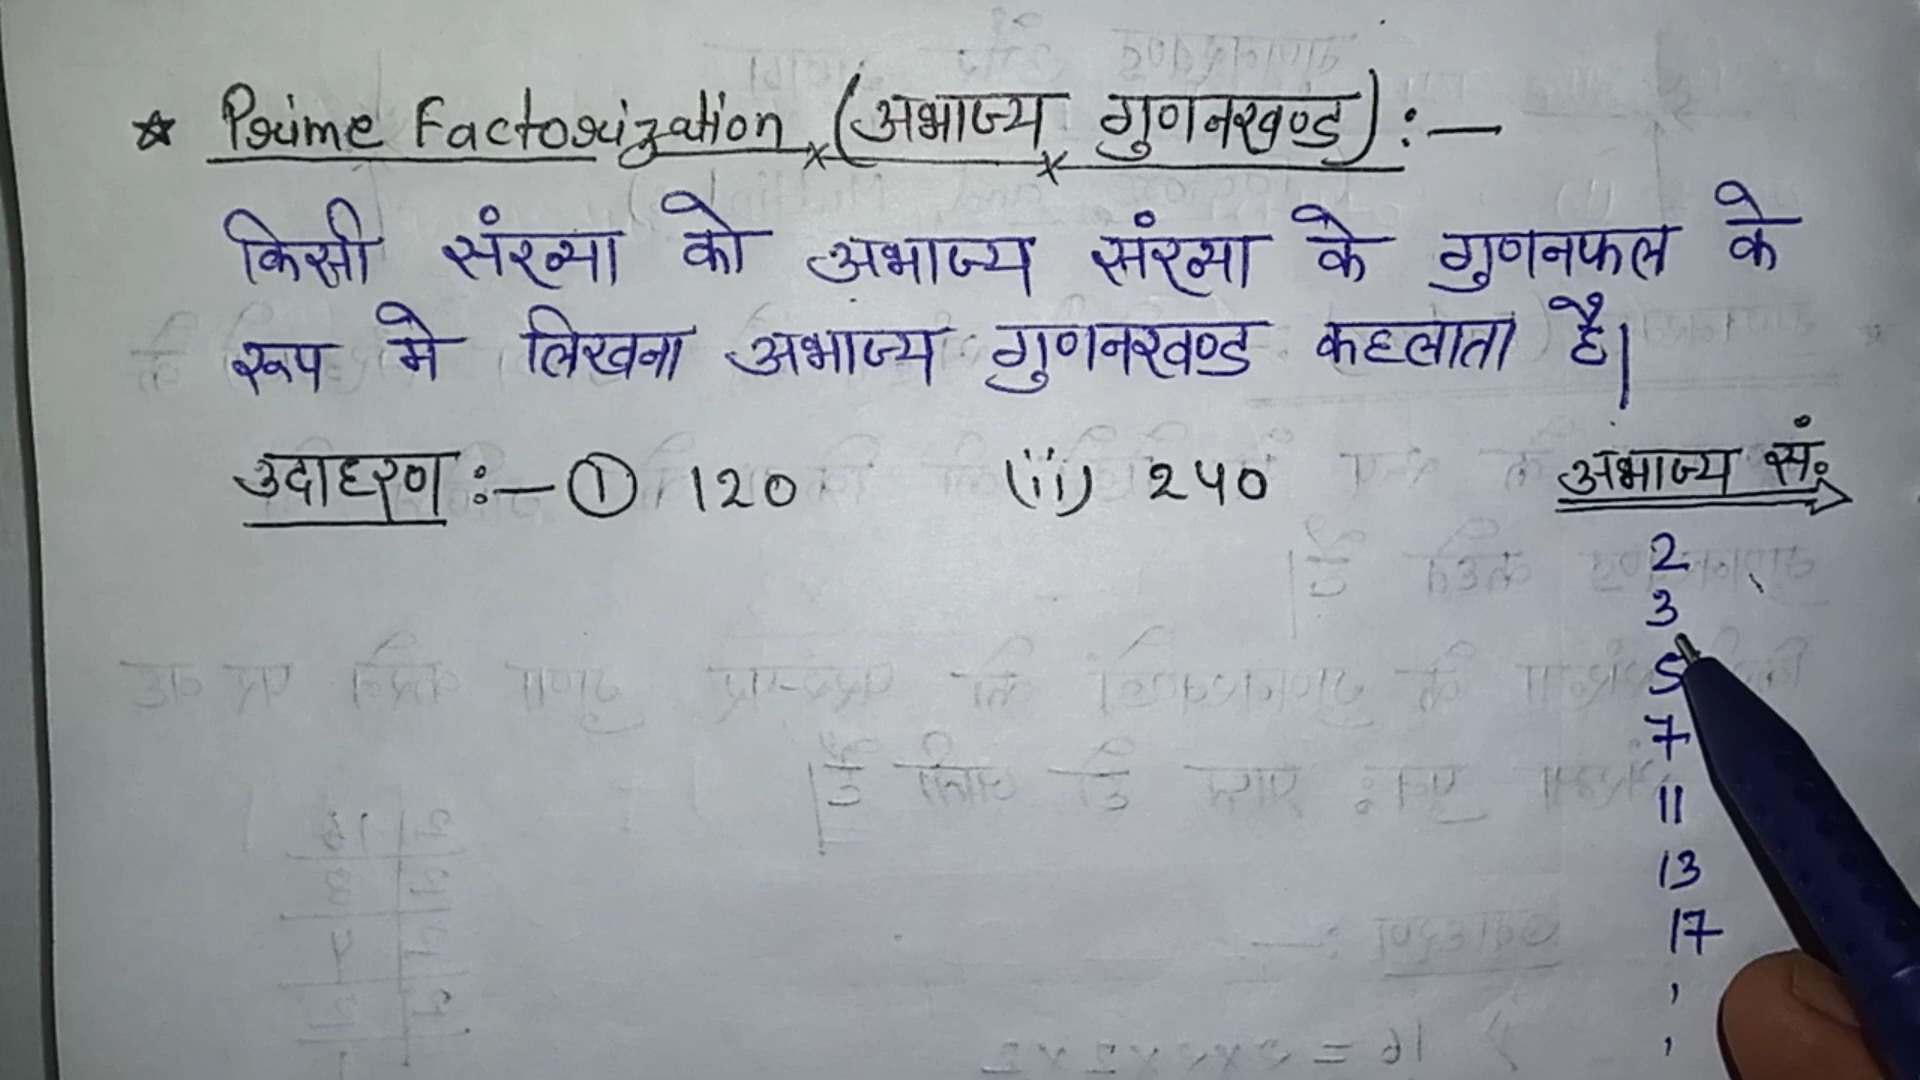 ☆ Prime Factorization (अभाज्य गुणनखण्ड) :—
किसी संख्या को अभाज्य संख्या के गुणनफल के
रूप मे लिखना अभाज्य गुणनखण्ड कहलाता है।
उदाहरण :— ① 120 (ii) 240 अभाज्य सं.
2
3
5
7
11
13
17
,
,